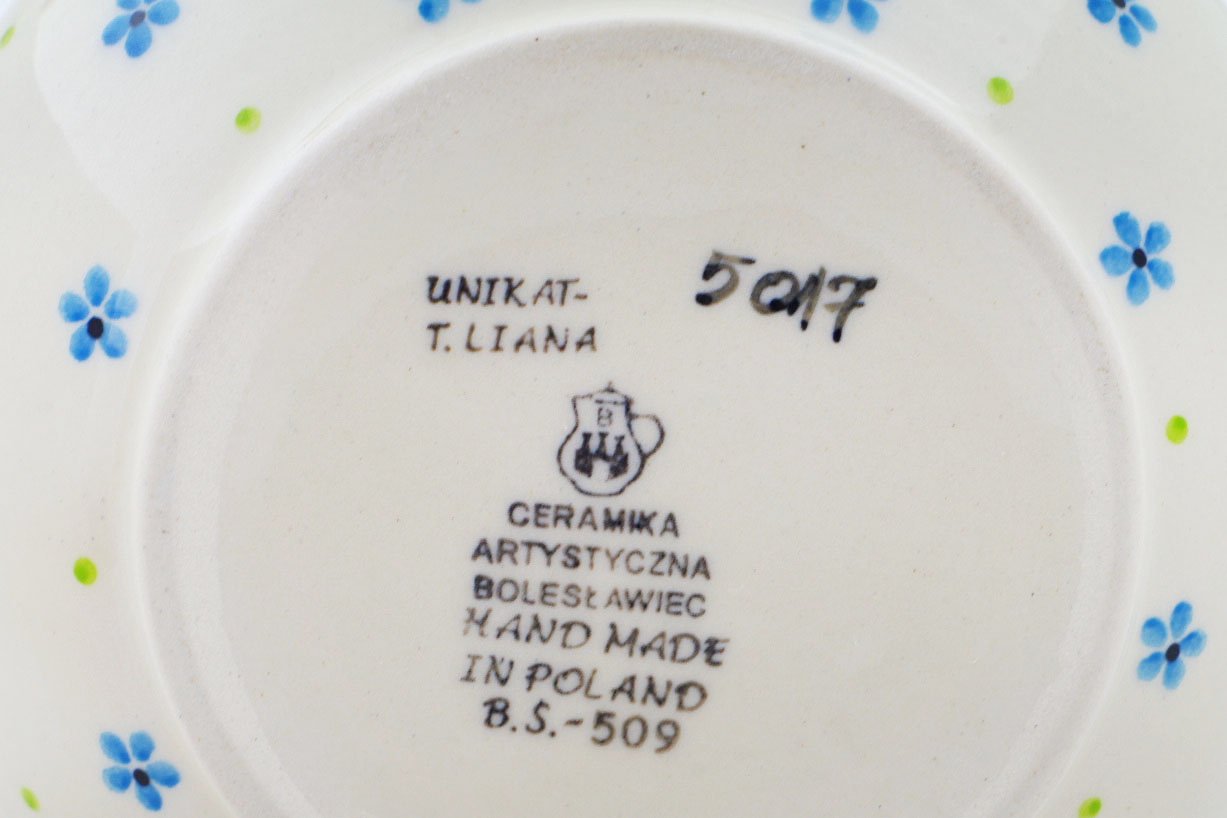 UNIKAT-
T. LIANA
5017
B
CERAMIKA
ARTYSTYCZNA
BOLESŁAWIEC
HAND MADE
IN POLAND
B.S.-509